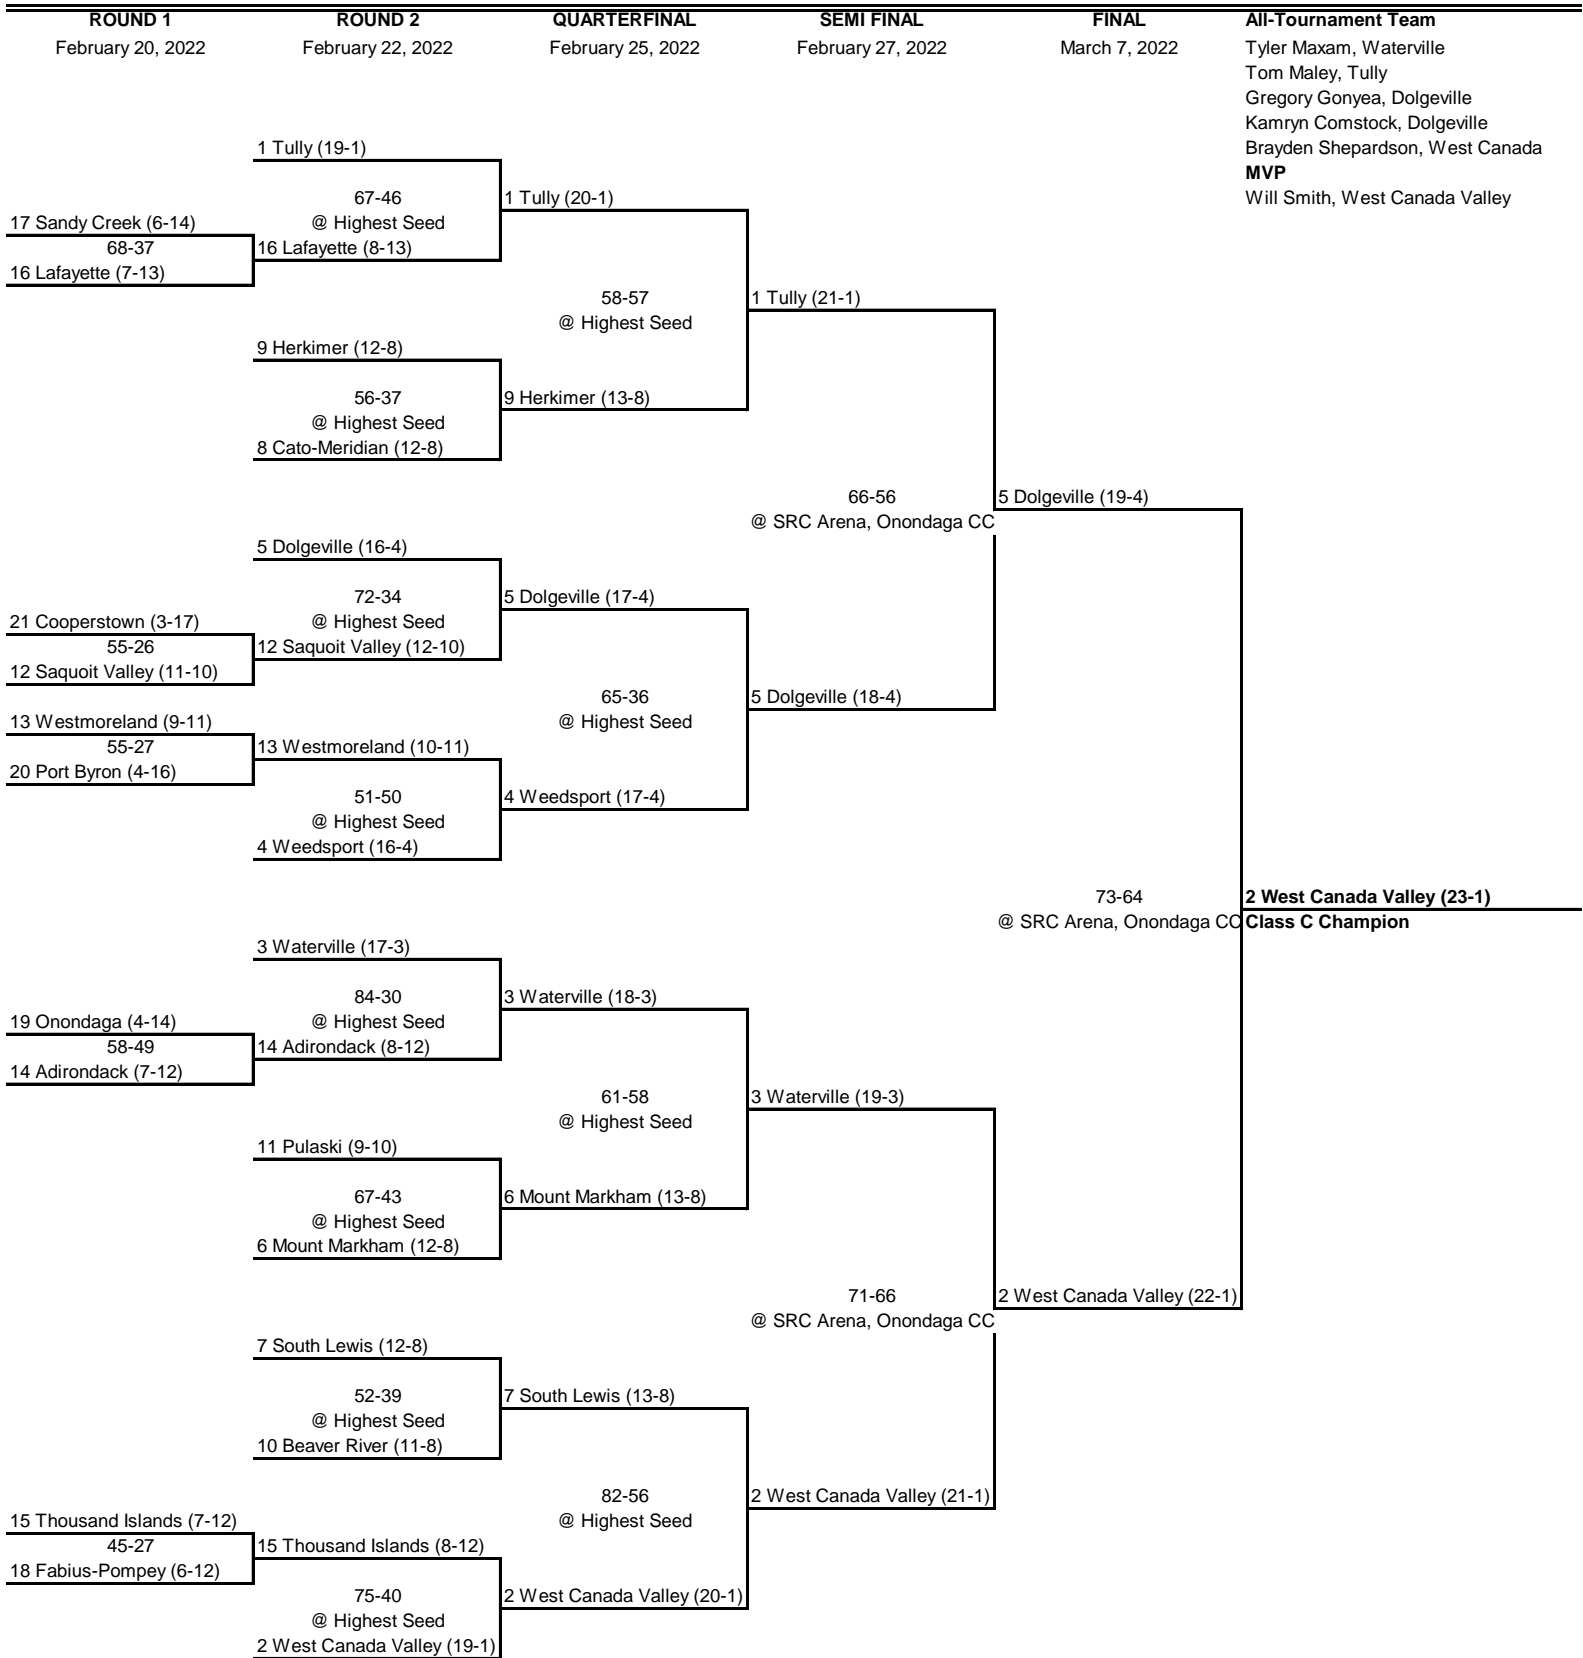 ROUND 1
February 20, 2022
ROUND 2
February 22, 2022
QUARTERFINAL
February 25, 2022
SEMI FINAL
February 27, 2022
FINAL
March 7, 2022
All-Tournament Team
Tyler Maxam, Waterville
Tom Maley, Tully
Gregory Gonyea, Dolgeville
Kamryn Comstock, Dolgeville
Brayden Shepardson, West Canada
MVP
Will Smith, West Canada Valley
17 Sandy Creek (6-14)
68-37
16 Lafayette (7-13)
21 Cooperstown (3-17)
55-26
12 Saquoit Valley (11-10)
13 Westmoreland (9-11)
55-27
20 Port Byron (4-16)
19 Onondaga (4-14)
58-49
14 Adirondack (7-12)
15 Thousand Islands (7-12)
45-27
18 Fabius-Pompey (6-12)
1 Tully (19-1)
67-46
@ Highest Seed
16 Lafayette (8-13)
9 Herkimer (12-8)
56-37
@ Highest Seed
8 Cato-Meridian (12-8)
5 Dolgeville (16-4)
72-34
@ Highest Seed
12 Saquoit Valley (12-10)
13 Westmoreland (10-11)
51-50
@ Highest Seed
4 Weedsport (16-4)
3 Waterville (17-3)
84-30
@ Highest Seed
14 Adirondack (8-12)
11 Pulaski (9-10)
67-43
@ Highest Seed
6 Mount Markham (12-8)
7 South Lewis (12-8)
52-39
@ Highest Seed
10 Beaver River (11-8)
15 Thousand Islands (8-12)
75-40
@ Highest Seed
2 West Canada Valley (19-1)
1 Tully (20-1)
58-57
@ Highest Seed
9 Herkimer (13-8)
5 Dolgeville (17-4)
65-36
@ Highest Seed
4 Weedsport (17-4)
3 Waterville (18-3)
61-58
@ Highest Seed
6 Mount Markham (13-8)
7 South Lewis (13-8)
82-56
@ Highest Seed
2 West Canada Valley (20-1)
1 Tully (21-1)
66-56
@ SRC Arena, Onondaga CC
5 Dolgeville (18-4)
3 Waterville (19-3)
71-66
@ SRC Arena, Onondaga CC
2 West Canada Valley (21-1)
5 Dolgeville (19-4)
73-64
@ SRC Arena, Onondaga CC
2 West Canada Valley (22-1)
2 West Canada Valley (23-1)
Class C Champion